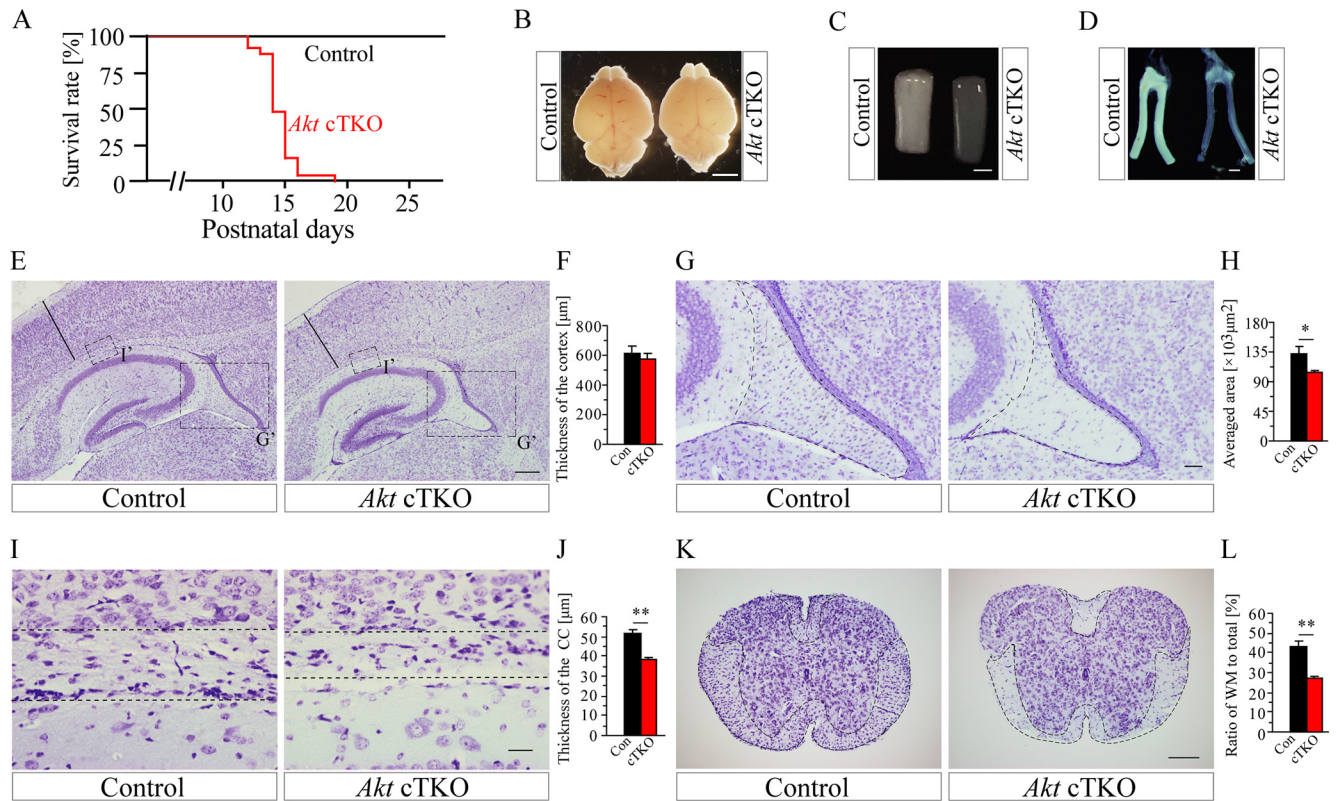 A
Survival rate [%]
100
75
50
25
0
Control
Akt cTKO
10 15 20 25
Postnatal days
B
Control
Akt cTKO
C
Control
Akt cTKO
D
Control
Akt cTKO
E
I'
G'
I'
G'
Control
Akt cTKO
F
Thickness of the cortex [μm]
800
600
400
600
200
0
Con
cTKO
G
Control
Akt cTKO
H
Averaged area [×10³μm²]
180
135
90
45
0
*
Con
cTKO
I
Control
Akt cTKO
J
Thickness of the CC [μm]
60
50
40
30
20
10
0
**
Con
cTKO
K
Control
Akt cTKO
L
Ratio of WM to total [%]
60
50
40
30
20
10
0
**
Con
cTKO